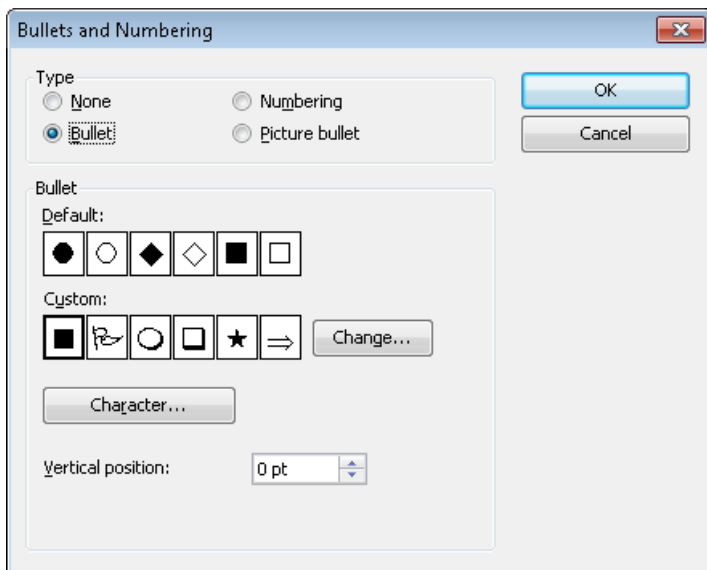 Bullets and Numbering
Type
None
Numbering
Bullet
Picture bullet
OK
Cancel
Bullet
Default:
Custom:
Change...
Character...
Vertical position:
0 pt